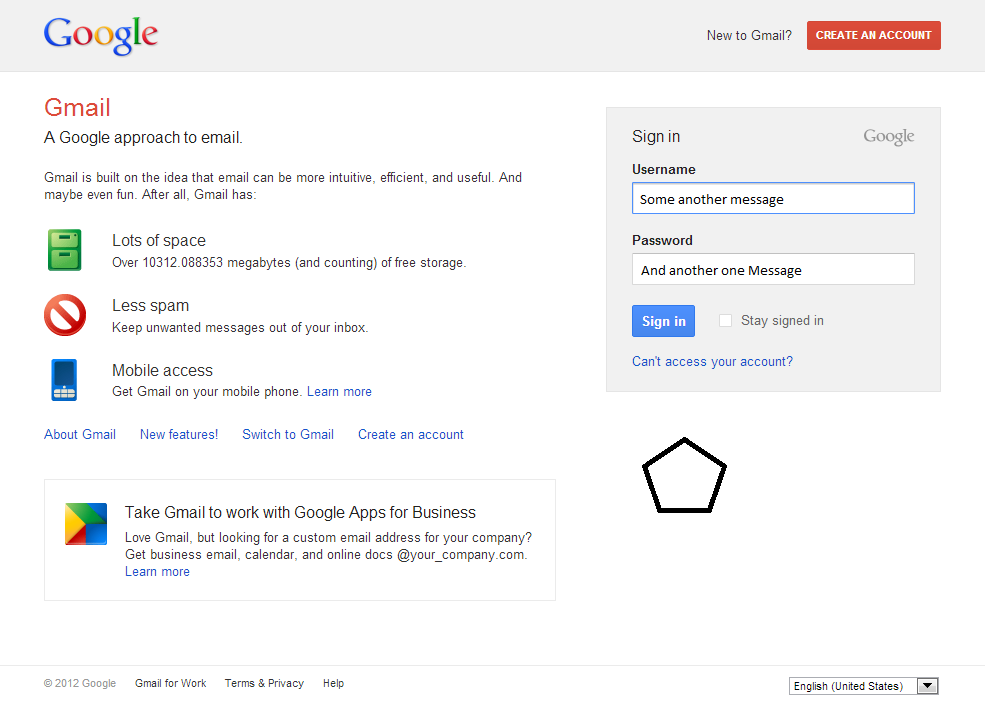 Google
New to Gmail? CREATE AN ACCOUNT
Gmail
A Google approach to email.
Gmail is built on the idea that email can be more intuitive, efficient, and useful. And
maybe even fun. After all, Gmail has:
Lots of space
Over 10312.088353 megabytes (and counting) of free storage.
Less spam
Keep unwanted messages out of your inbox.
Mobile access
Get Gmail on your mobile phone. Learn more
About Gmail New features! Switch to Gmail Create an account
Take Gmail to work with Google Apps for Business
Love Gmail, but looking for a custom email address for your company?
Get business email, calendar, and online docs @your_company.com.
Learn more
Sign in Google
Username
Some another message
Password
And another one Message
Sign in Stay signed in
Can't access your account?
© 2012 Google Gmail for Work Terms & Privacy Help
English (United States)